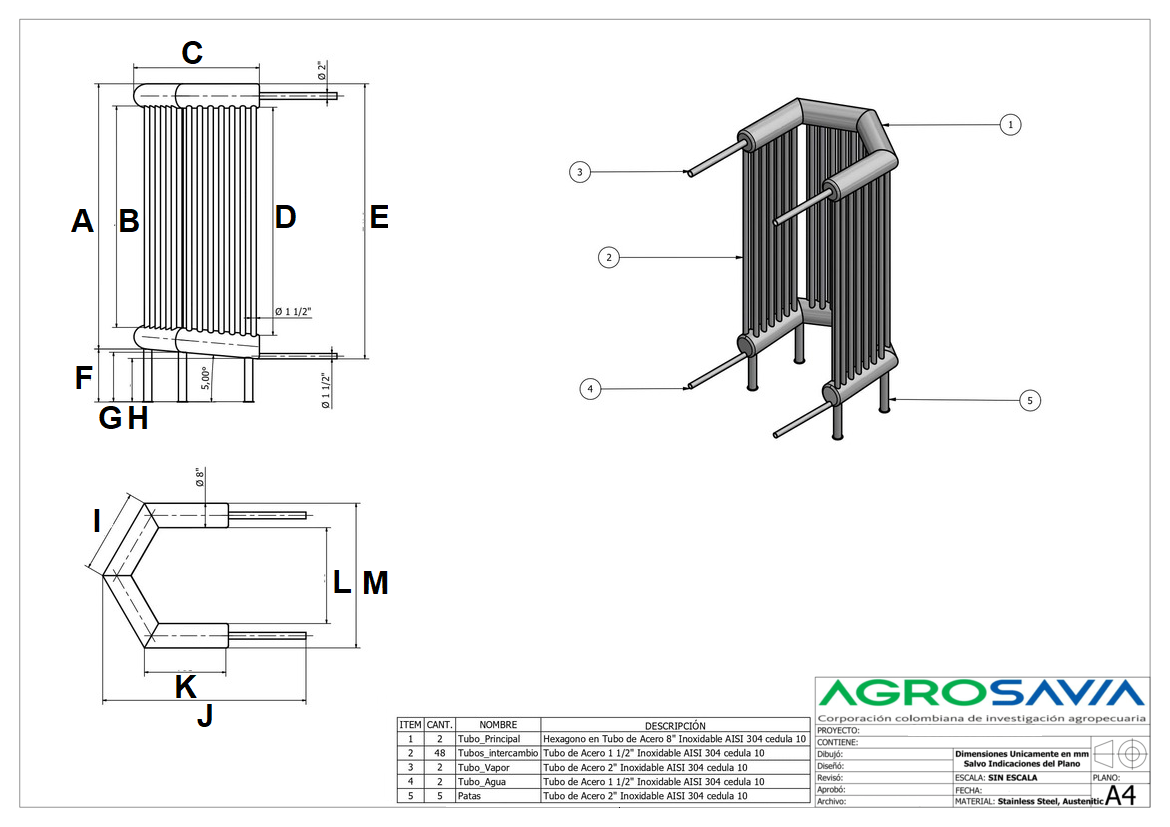 C
Ø 2"
A
B
D
E
Ø 1 1/2"
F
5,00°
Ø 1 1/2"
G H
1
3
2
4
5
Ø 8"
I
L M
K
J
ITEM CANT. NOMBRE DESCRIPCIÓN
1 2 Tubo_Principal Hexagono en Tubo de Acero 8" Inoxidable AISI 304 cedula 10
2 48 Tubos_intercambio Tubo de Acero 1 1/2" Inoxidable AISI 304 cedula 10
3 2 Tubo_Vapor Tubo de Acero 2" Inoxidable AISI 304 cedula 10
4 2 Tubo_Agua Tubo de Acero 1 1/2" Inoxidable AISI 304 cedula 10
5 5 Patas Tubo de Acero 2" Inoxidable AISI 304 cedula 10
AGROSAVIA
Corporación colombiana de investigación agropecuaria
PROYECTO:
CONTIENE:
Dibujó:
Diseñó:
Revisó:
Aprobó:
Archivo:
Dimensiones Unicamente en mm
Salvo Indicaciones del Plano
ESCALA: SIN ESCALA
FECHA:
MATERIAL: Stainless Steel, Austenitic
PLANO:
A4